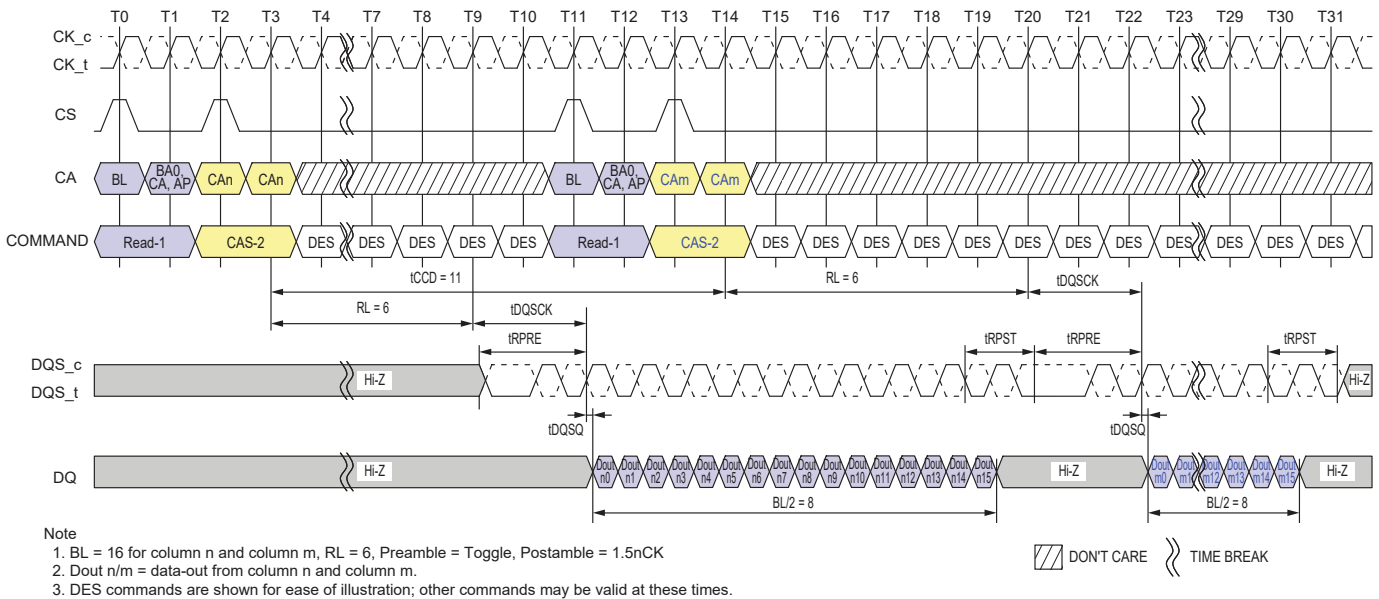 T0 T1 T2 T3 T4 T7 T8 T9 T10 T11 T12 T13 T14 T15 T16 T17 T18 T19 T20 T21 T22 T23 T29 T30 T31
CK_c
CK_t
CS
CA BL BA0, CA, AP CAn CAn BL BA0, CA, AP CAm CAm
COMMAND Read-1 CAS-2 DES DES DES DES DES Read-1 CAS-2 DES DES DES DES DES DES DES DES DES DES DES DES
tCCD = 11 RL = 6 tDQSCK
RL = 6 tDQSCK
tRPRE tRPST tRPRE tRPST
DQS_c
DQS_t
Hi-Z Hi-Z
tDQSQ tDQSQ
DQ Hi-Z Dout n0 Dout n1 Dout n2 Dout n3 Dout n4 Dout n5 Dout n6 Dout n7 Dout n8 Dout n9 Dout n10 Dout n11 Dout n12 Dout n13 Dout n14 Dout n15 Hi-Z Dout m0 Dout m1 Dout m12 Dout m13 Dout m14 Dout m15 Hi-Z
BL/2 = 8 BL/2 = 8
Note
1. BL = 16 for column n and column m, RL = 6, Preamble = Toggle, Postamble = 1.5nCK
2. Dout n/m = data-out from column n and column m.
3. DES commands are shown for ease of illustration; other commands may be valid at these times.
DON'T CARE TIME BREAK